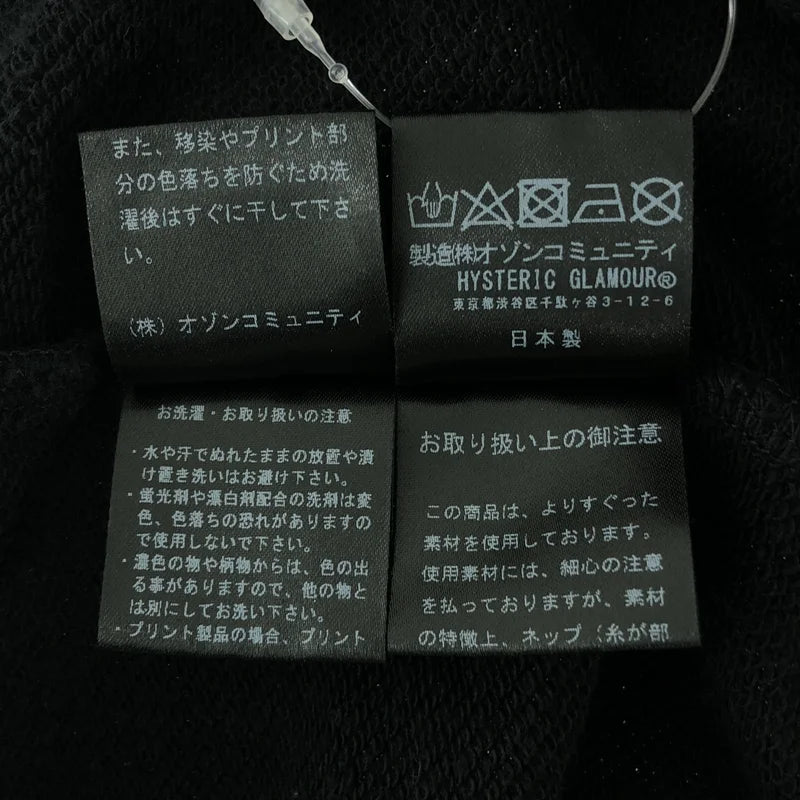 また、移染やプリント部
分の色落ちを防ぐため洗
濯後はすぐに干して下さ
い。
(株) オゾンコミュニティ
製造(株)オゾンコミュニティ
HYSTERIC GLAMOUR®
東京都渋谷区千駄ヶ谷3-12-6
日本製
お洗濯・お取り扱いの注意
・水や汗でぬれたままの放置や漬
け置き洗いはお避け下さい。
・蛍光剤や漂白剤配合の洗剤は変
色、色落ちの恐れがありますの
で使用しないで下さい。
・濃色の物や柄物からは、色の出
る事がありますので、他の物と
は別にしてお洗い下さい。
・プリント製品の場合、プリント
お取り扱い上の御注意
この商品は、よりすぐった
素材を使用しております。
使用素材には、細心の注意
を払っておりますが、素材
の特徴上、ネップ（糸が部